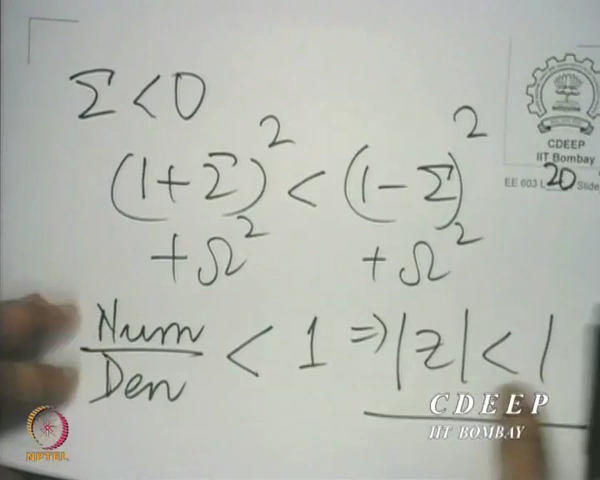 Σ < 0
(1 + Σ)² < (1 - Σ)²
+ Ω² + Ω²
Num/Den < 1 ⇒ |z| < 1
CDEEP
IIT Bombay
EE 603 L 20 Slide
CDEEP
IIT BOMBAY
NPTEL